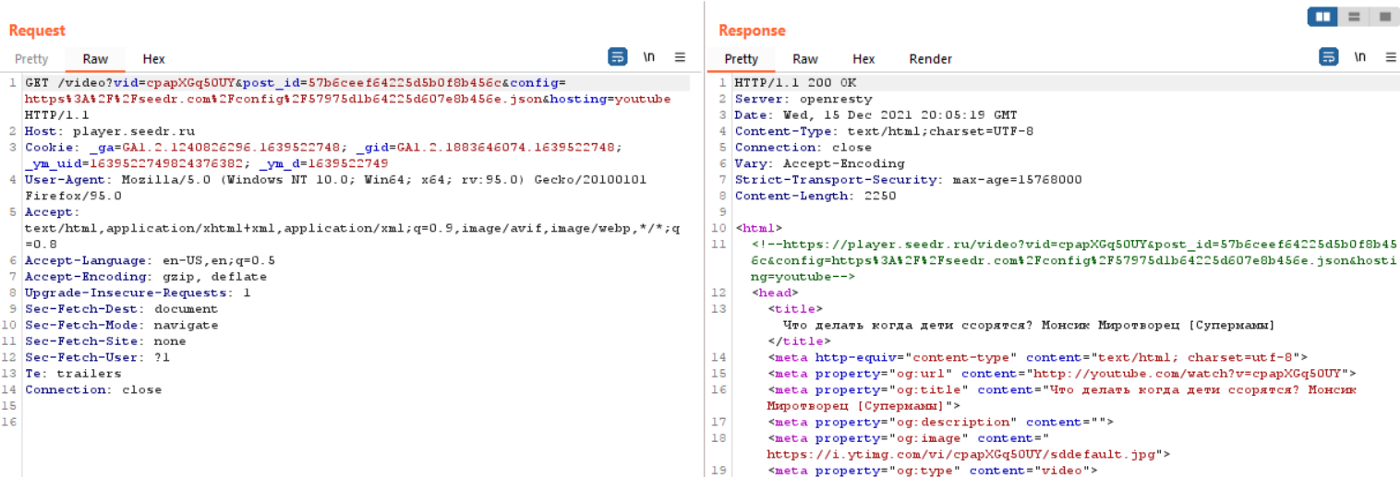 Request
Pretty Raw Hex \n
1 GET /video?vid=cpapXGq50UY&post_id=57b6ceef64225d5b0f8b456c&config=
https%3A%2F%2Fseedr.com%2Fconfig%2F57975d1b64225d607e8b456e.json&hosting=youtube
HTTP/1.1
2 Host: player.seedr.ru
3 Cookie: _ga=GA1.2.1240826296.1639522748; _gid=GA1.2.1883646074.1639522748;
_ym_uid=1639522749824376382; _ym_d=1639522749
4 User-Agent: Mozilla/5.0 (Windows NT 10.0; Win64; x64; rv:95.0) Gecko/20100101
Firefox/95.0
5 Accept:
text/html,application/xhtml+xml,application/xml;q=0.9,image/avif,image/webp,*/*;q
=0.8
6 Accept-Language: en-US,en;q=0.5
7 Accept-Encoding: gzip, deflate
8 Upgrade-Insecure-Requests: 1
9 Sec-Fetch-Dest: document
10 Sec-Fetch-Mode: navigate
11 Sec-Fetch-Site: none
12 Sec-Fetch-User: ?1
13 Te: trailers
14 Connection: close
15
16
Response
Pretty Raw Hex Render \n
1 HTTP/1.1 200 OK
2 Server: openresty
3 Date: Wed, 15 Dec 2021 20:05:19 GMT
4 Content-Type: text/html;charset=UTF-8
5 Connection: close
6 Vary: Accept-Encoding
7 Strict-Transport-Security: max-age=15768000
8 Content-Length: 2250
9
10 <html>
11 <!--https://player.seedr.ru/video?vid=cpapXGq50UY&post_id=57b6ceef64225d5b0f8b45
6c&config=https%3A%2F%2Fseedr.com%2Fconfig%2F57975d1b64225d607e8b456e.json&hosti
ng=youtube-->
12 <head>
13 <title>
Что делать когда дети ссорятся? Монсик Миротворец [Супермамы]
</title>
14 <meta http-equiv="content-type" content="text/html; charset=utf-8">
15 <meta property="og:url" content="http://youtube.com/watch?v=cpapXGq50UY">
16 <meta property="og:title" content="Что делать когда дети ссорятся? Монсик
Миротворец [Супермамы]">
17 <meta property="og:description" content="">
18 <meta property="og:image" content="
https://i.ytimg.com/vi/cpapXGq50UY/sddefault.jpg">
19 <meta property="og:type" content="video">